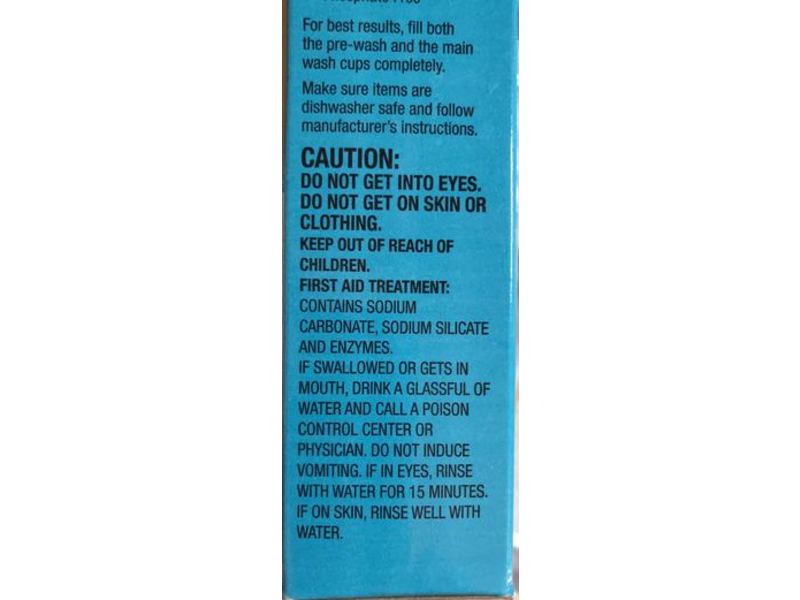 For best results, fill both
the pre-wash and the main
wash cups completely.
Make sure items are
dishwasher safe and follow
manufacturer's instructions.
CAUTION:
DO NOT GET INTO EYES.
DO NOT GET ON SKIN OR
CLOTHING.
KEEP OUT OF REACH OF
CHILDREN.
FIRST AID TREATMENT:
CONTAINS SODIUM
CARBONATE, SODIUM SILICATE
AND ENZYMES.
IF SWALLOWED OR GETS IN
MOUTH, DRINK A GLASSFUL OF
WATER AND CALL A POISON
CONTROL CENTER OR
PHYSICIAN. DO NOT INDUCE
VOMITING. IF IN EYES, RINSE
WITH WATER FOR 15 MINUTES.
IF ON SKIN, RINSE WELL WITH
WATER.